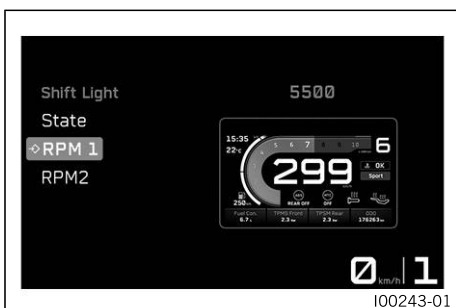 Shift Light 5500
State
RPM 1
RPM2
15:35
22°c
5 6 7 8 9 10
6
299
OK
Sport
250
REAR OFF
OFF
Fuel Con. TPMS Front TPSM Rear ODO
6.7 2.3 2.3 178263
0 km/h 1
I00243-01